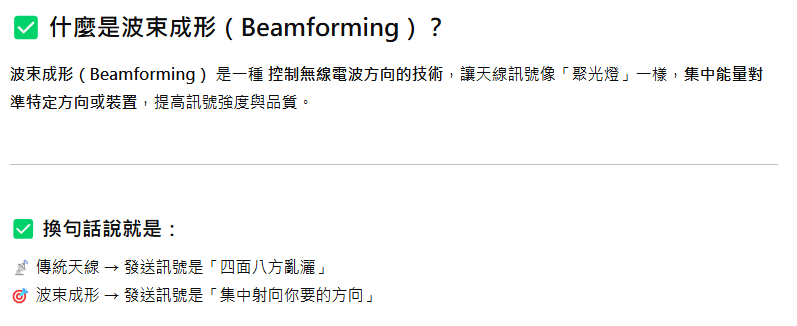 ✅ 什麼是波束成形（Beamforming）？
波束成形（Beamforming） 是一種 控制無線電波方向的技術，讓天線訊號像「聚光燈」一樣，集中能量對
準特定方向或裝置，提高訊號強度與品質。
✅ 換句話說就是：
📡 傳統天線 → 發送訊號是「四面八方亂灑」
🎯 波束成形 → 發送訊號是「集中射向你要的方向」